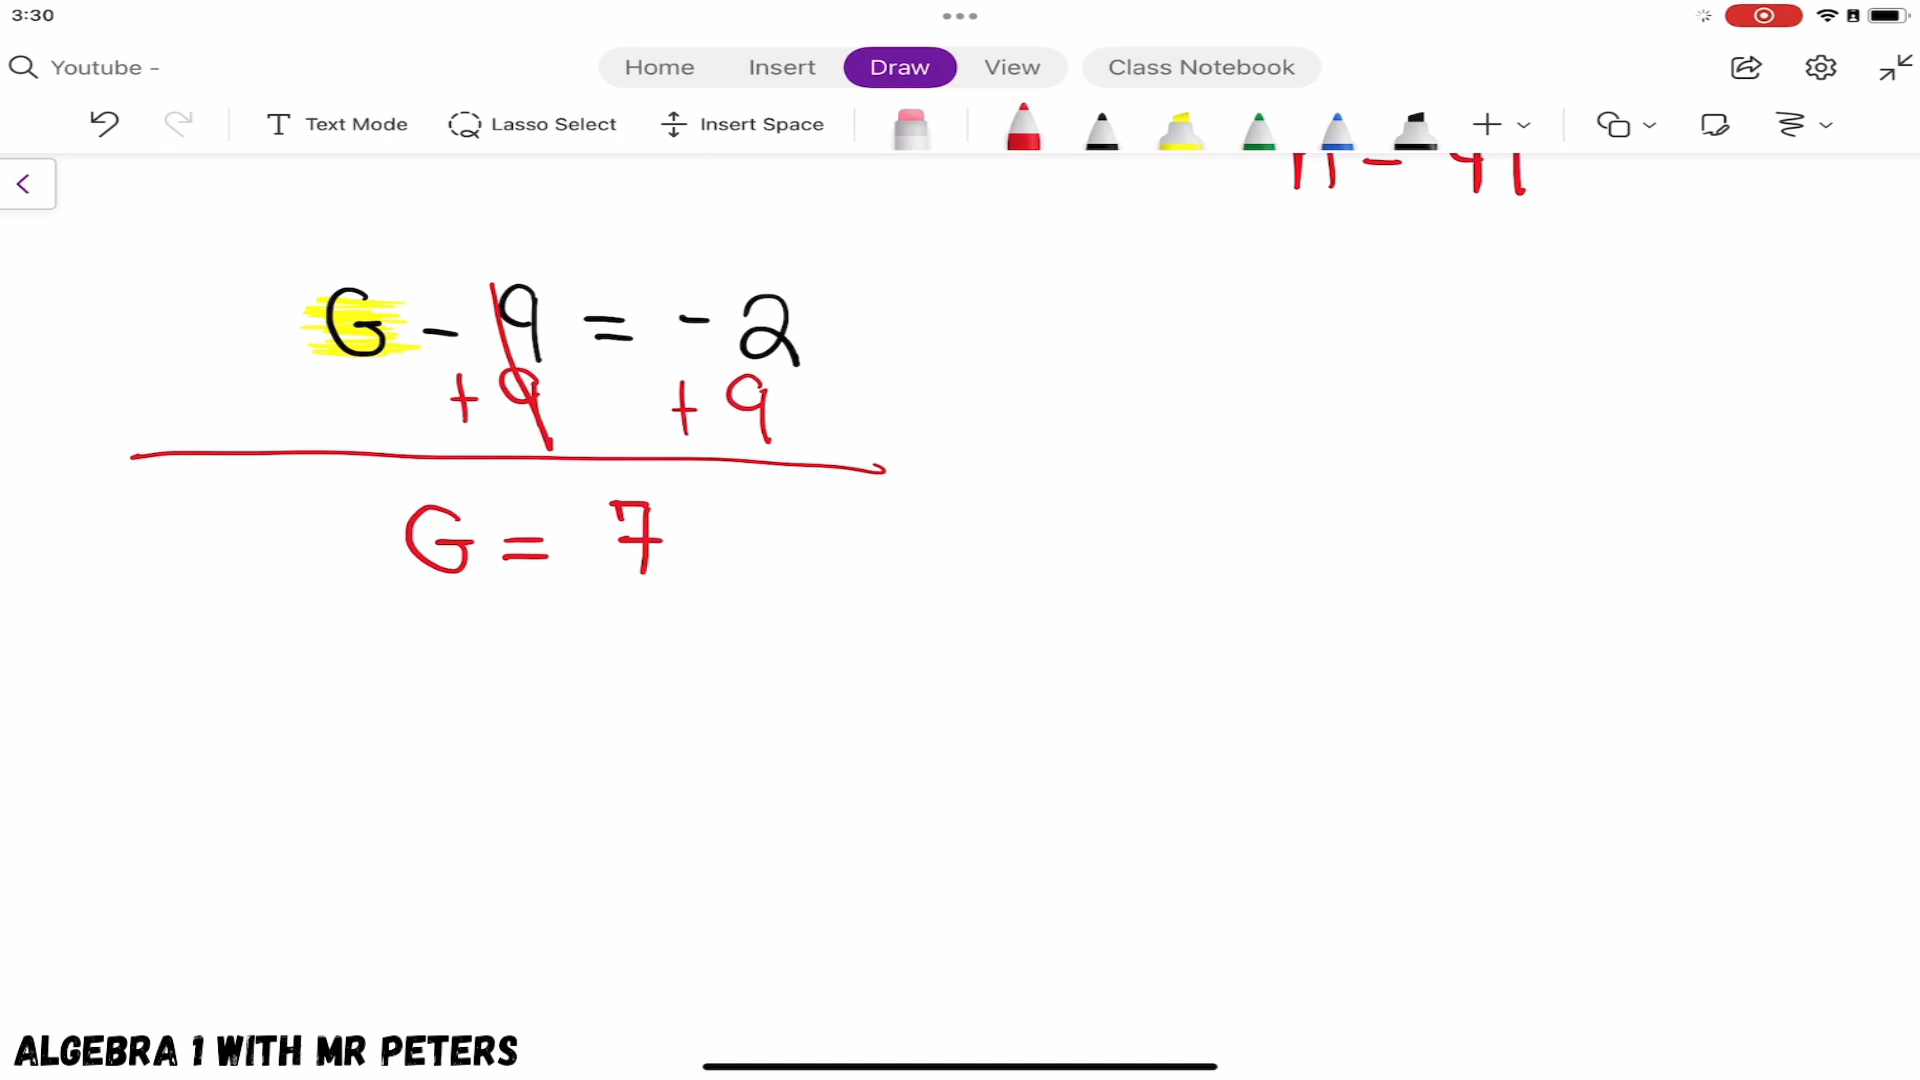 3:30
Youtube -
Home Insert Draw View Class Notebook
Text Mode Lasso Select Insert Space
G - 9 = - 2
+ 9 + 9
G = 7
ALGEBRA 1 WITH MR PETERS